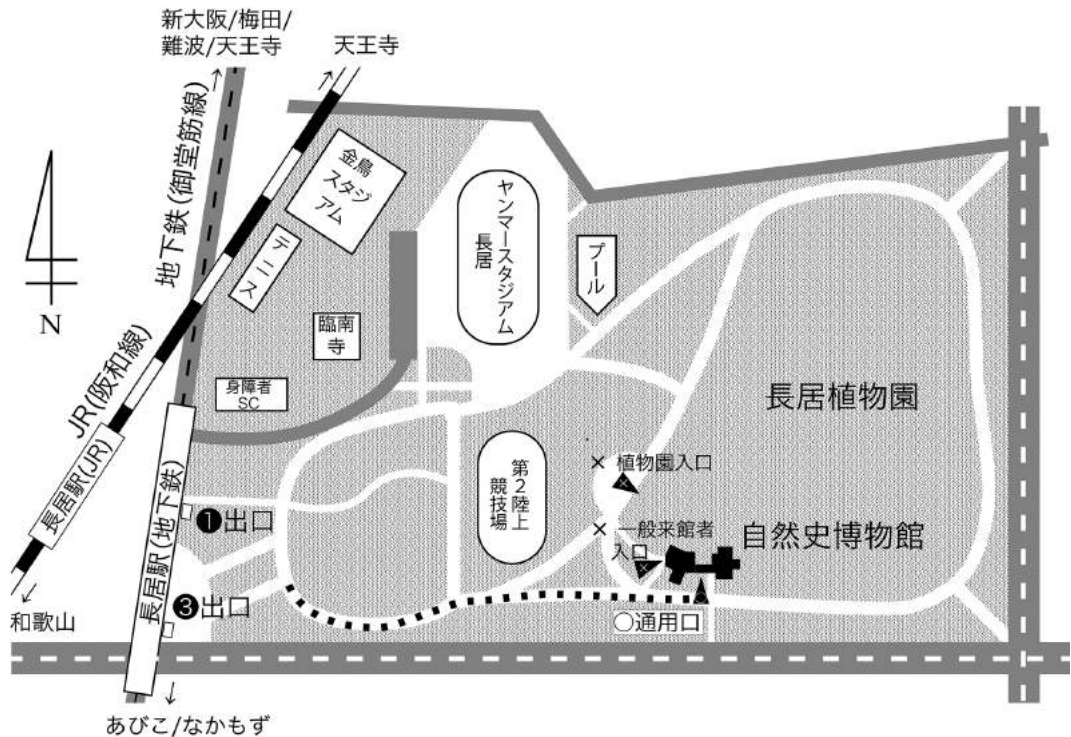 新大阪/梅田/
難波/天王寺
天王寺
地下鉄(御堂筋線)
JR(阪和線)
N
金鳥
スタジ
アム
テニス
臨南
寺
身障者
SC
ヤンマースタジアム
長居
プール
長居植物園
第2陸上
競技場
× 植物園入口
× 一般来館者
入口
自然史博物館
長居駅(JR)
長居駅(地下鉄)
❶出口
❸出口
○通用口
和歌山
あびこ/なかもず